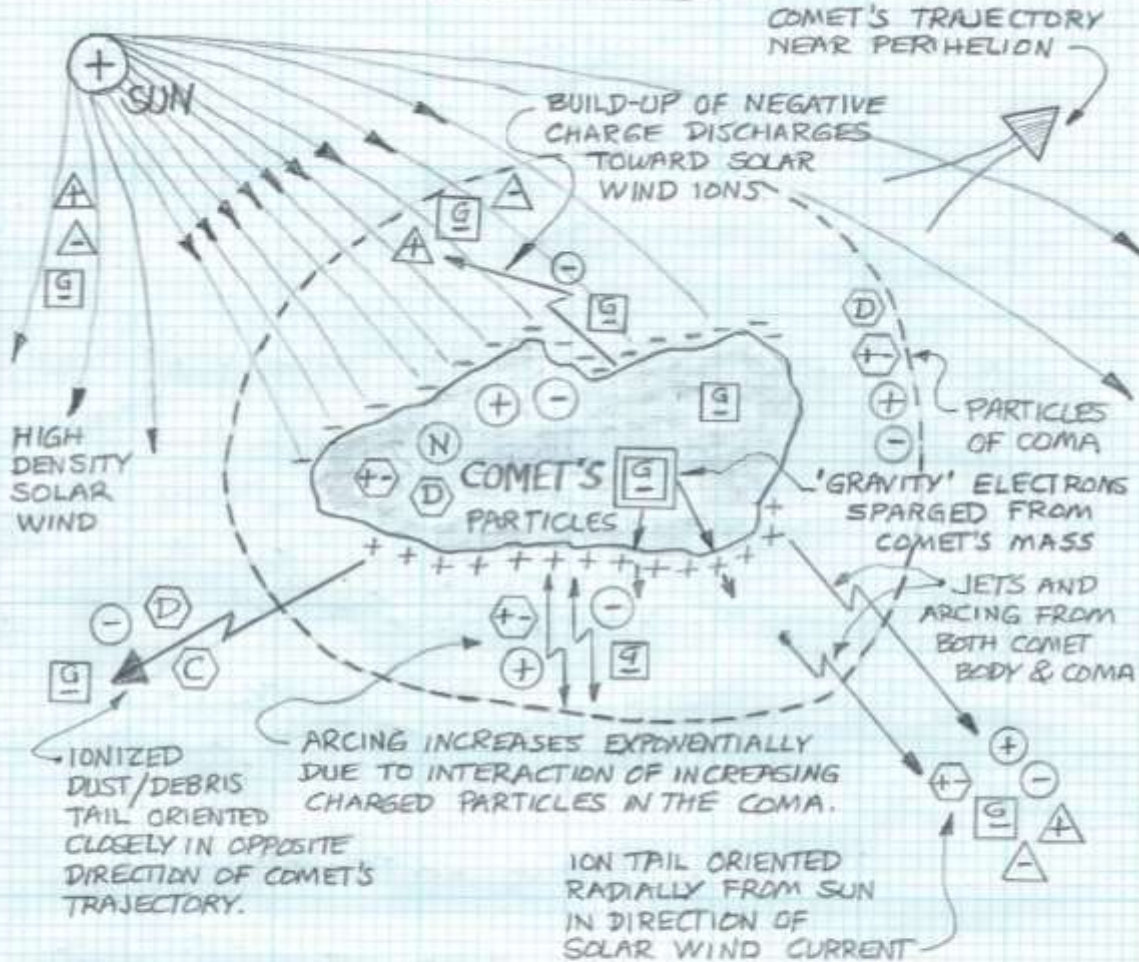 COMET'S TRAJECTORY
NEAR PERIHELION
+
SUN
BUILD-UP OF NEGATIVE
CHARGE DISCHARGES
TOWARD SOLAR
WIND IONS
+
-
G
G
-
+
-
G
HIGH
DENSITY
SOLAR
WIND
D
+-
+
-
PARTICLES
OF COMA
+
-
G
N
+-
D
COMET'S
G
PARTICLES
'GRAVITY' ELECTRONS
SPARGED FROM
COMET'S MASS
JETS AND
ARCING FROM
BOTH COMET
BODY & COMA
-
D
G
C
+-
-
+
G
IONIZED
DUST/DEBRIS
TAIL ORIENTED
CLOSELY IN OPPOSITE
DIRECTION OF COMET'S
TRAJECTORY.
ARCING INCREASES EXPONENTIALLY
DUE TO INTERACTION OF INCREASING
CHARGED PARTICLES IN THE COMA.
+
+-
-
G
+
-
ION TAIL ORIENTED
RADIALLY FROM SUN
IN DIRECTION OF
SOLAR WIND CURRENT